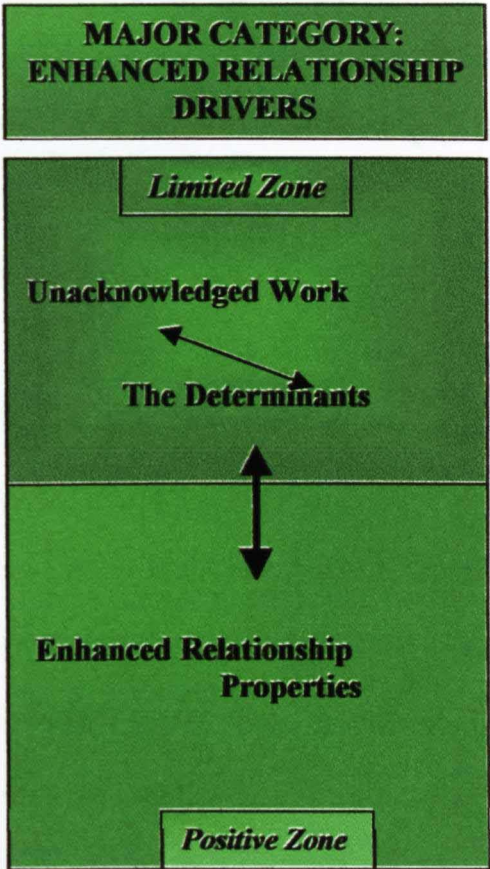 MAJOR CATEGORY:
ENHANCED RELATIONSHIP
DRIVERS
Limited Zone
Unacknowledged Work
The Determinants
Enhanced Relationship
Properties
Positive Zone